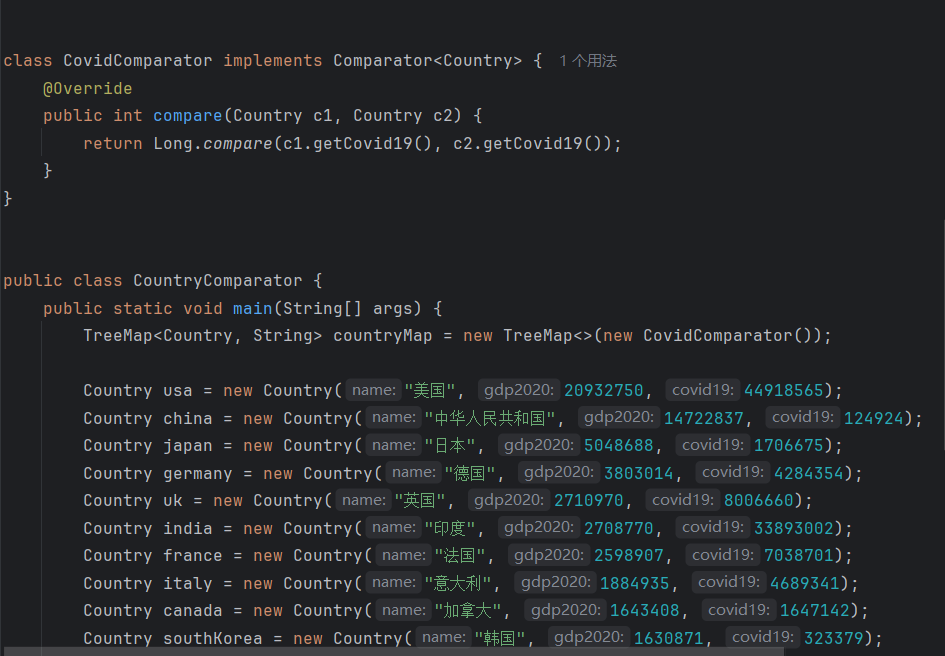 class CovidComparator implements Comparator<Country> { 1 个用法
@Override
public int compare(Country c1, Country c2) {
return Long.compare(c1.getCovid19(), c2.getCovid19());
}
}
public class CountryComparator {
public static void main(String[] args) {
TreeMap<Country, String> countryMap = new TreeMap<>(new CovidComparator());
Country usa = new Country( name: "美国", gdp2020: 20932750, covid19: 44918565);
Country china = new Country( name: "中华人民共和国", gdp2020: 14722837, covid19: 124924);
Country japan = new Country( name: "日本", gdp2020: 5048688, covid19: 1706675);
Country germany = new Country( name: "德国", gdp2020: 3803014, covid19: 4284354);
Country uk = new Country( name: "英国", gdp2020: 2710970, covid19: 8006660);
Country india = new Country( name: "印度", gdp2020: 2708770, covid19: 33893002);
Country france = new Country( name: "法国", gdp2020: 2598907, covid19: 7038701);
Country italy = new Country( name: "意大利", gdp2020: 1884935, covid19: 4689341);
Country canada = new Country( name: "加拿大", gdp2020: 1643408, covid19: 1647142);
Country southKorea = new Country( name: "韩国", gdp2020: 1630871, covid19: 323379);